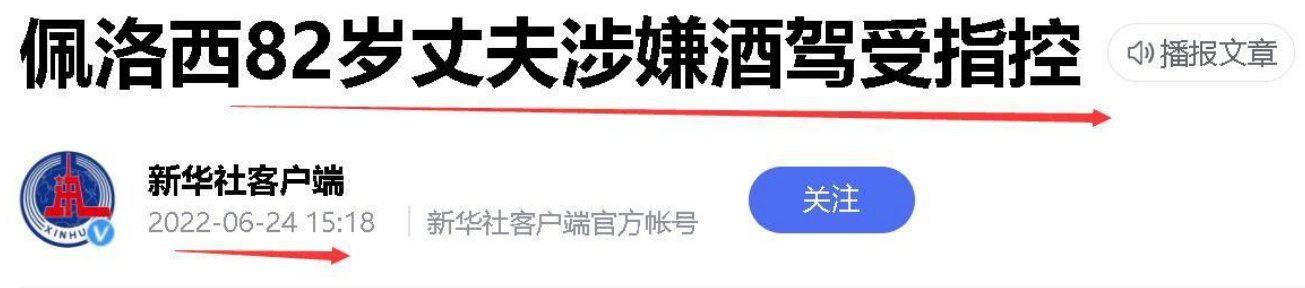 佩洛西82岁丈夫涉嫌酒驾受指控
播报文章
新华社客户端
2022-06-24 15:18
新华社客户端官方帐号
关注
XINHU
V